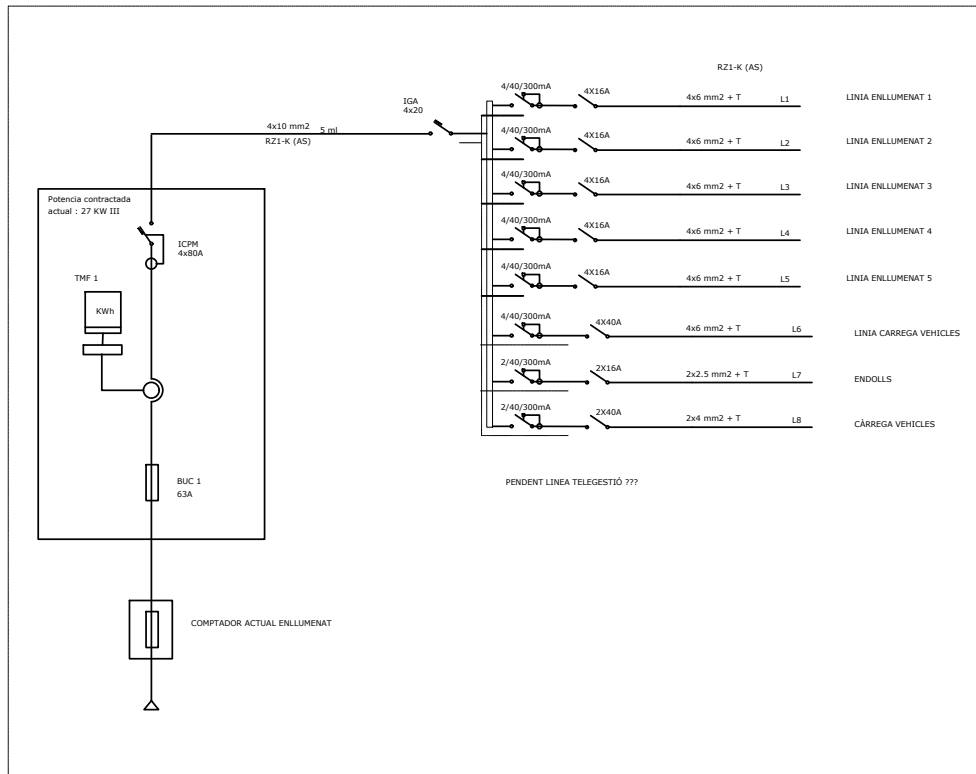 RZ1-K (AS)
IGA
4x20
4x10 mm2 5 ml
RZ1-K (AS)
4/40/300mA 4X16A 4x6 mm2 + T L1 LINIA ENLLUMENAT 1
4/40/300mA 4X16A 4x6 mm2 + T L2 LINIA ENLLUMENAT 2
4/40/300mA 4X16A 4x6 mm2 + T L3 LINIA ENLLUMENAT 3
4/40/300mA 4X16A 4x6 mm2 + T L4 LINIA ENLLUMENAT 4
4/40/300mA 4X16A 4x6 mm2 + T L5 LINIA ENLLUMENAT 5
4/40/300mA 4X40A 4x6 mm2 + T L6 LINIA CARREGA VEHICLES
2/40/300mA 2X16A 2x2.5 mm2 + T L7 ENDOLLS
2/40/300mA 2X40A 2x4 mm2 + T L8 CÀRREGA VEHICLES
Potencia contractada
actual : 27 KW III
ICPM
4x80A
TMF 1
KWh
BUC 1
63A
PENDENT LINEA TELEGESTIÓ ???
COMPTADOR ACTUAL ENLLUMENAT